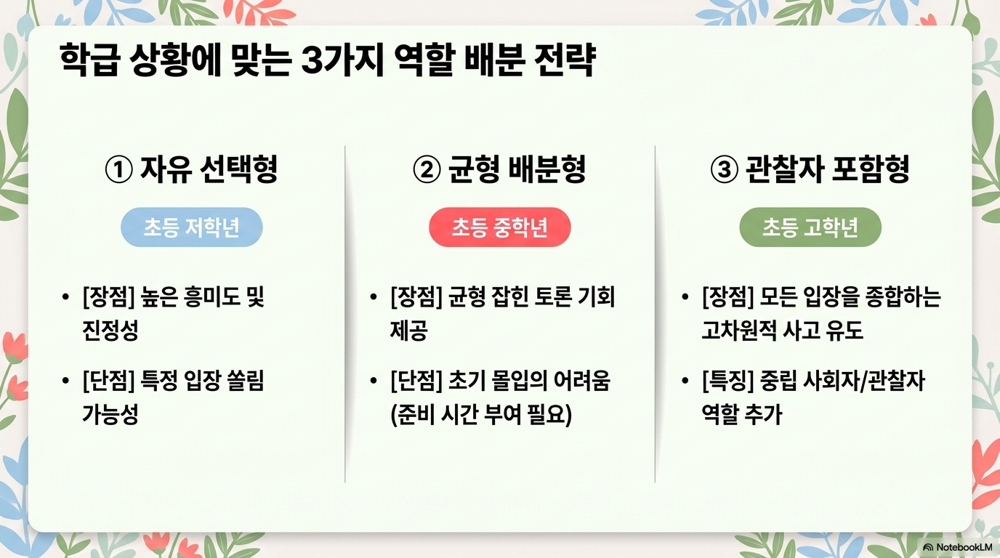 학급 상황에 맞는 3가지 역할 배분 전략
① 자유 선택형
초등 저학년
• [장점] 높은 흥미도 및
진정성
• [단점] 특정 입장 쏠림
가능성
② 균형 배분형
초등 중학년
• [장점] 균형 잡힌 토론 기회
제공
• [단점] 초기 몰입의 어려움
(준비 시간 부여 필요)
③ 관찰자 포함형
초등 고학년
• [장점] 모든 입장을 종합하는
고차원적 사고 유도
• [특징] 중립 사회자/관찰자
역할 추가
NotebookLM